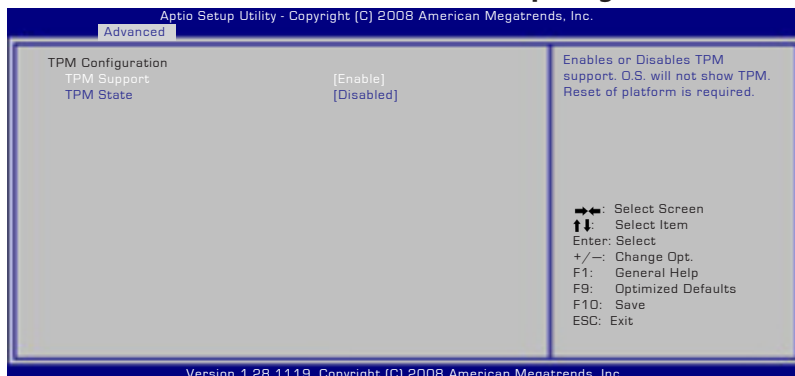 Aptio Setup Utility - Copyright (C) 2008 American Megatrends, Inc.
Advanced
TPM Configuration
TPM Support [Enable]
TPM State [Disabled]
Enables or Disables TPM
support. O.S. will not show TPM.
Reset of platform is required.
→←: Select Screen
↑↓: Select Item
Enter: Select
+/—: Change Opt.
F1: General Help
F9: Optimized Defaults
F10: Save
ESC: Exit
Version 1.28.1119. Copyright (C) 2008 American Megatrends, Inc.